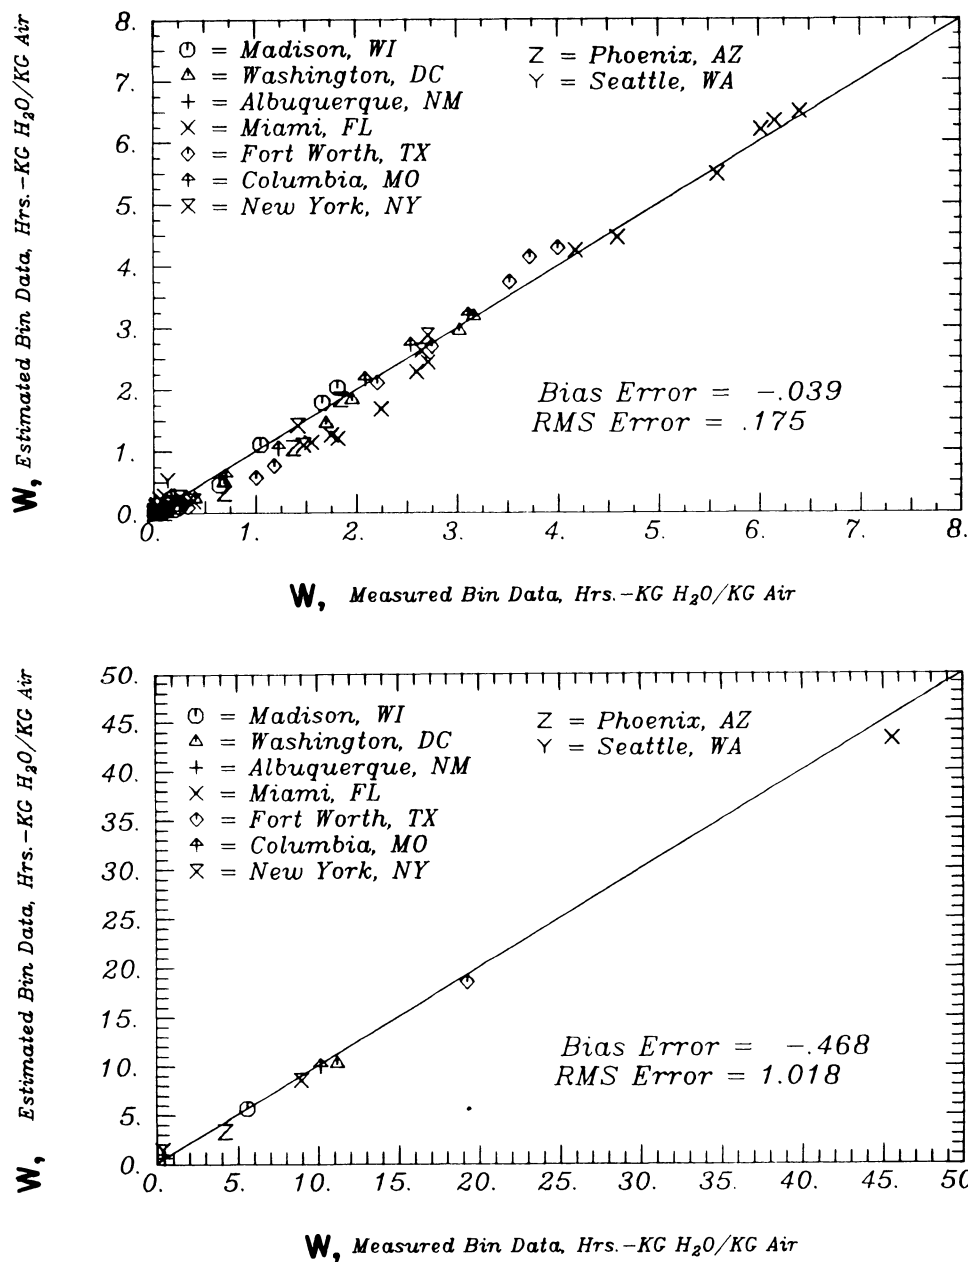 W, Estimated Bin Data, Hrs.-KG H₂O/KG Air
8.
7.
6.
5.
4.
3.
2.
1.
0.
= Madison, WI
= Washington, DC
= Albuquerque, NM
= Miami, FL
= Fort Worth, TX
= Columbia, MO
= New York, NY
Z = Phoenix, AZ
Y = Seattle, WA
Bias Error = -.039
RMS Error = .175
0. 1. 2. 3. 4. 5. 6. 7. 8.
W, Measured Bin Data, Hrs.-KG H₂O/KG Air
W, Estimated Bin Data, Hrs.-KG H₂O/KG Air
50.
45.
40.
35.
30.
25.
20.
15.
10.
5.
0.
= Madison, WI
= Washington, DC
= Albuquerque, NM
= Miami, FL
= Fort Worth, TX
= Columbia, MO
= New York, NY
Z = Phoenix, AZ
Y = Seattle, WA
Bias Error = -.468
RMS Error = 1.018
0. 5. 10. 15. 20. 25. 30. 35. 40. 45. 50
W, Measured Bin Data, Hrs.-KG H₂O/KG Air